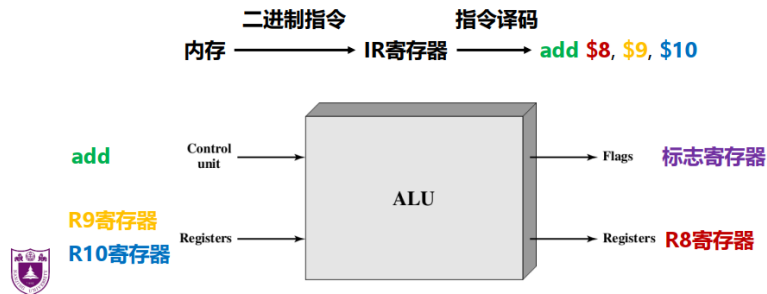 二进制指令 指令译码
内存 IR寄存器 add $8, $9, $10
add Control unit ALU Flags 标志寄存器
R9寄存器
R10寄存器 Registers Registers R8寄存器